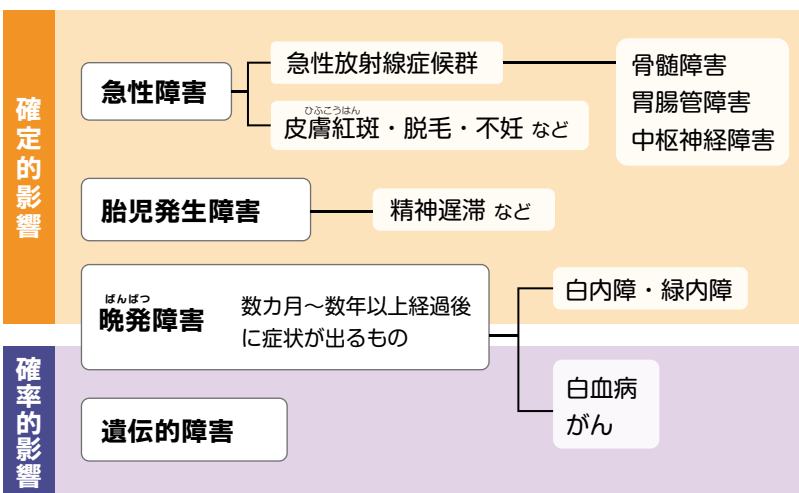 確定的影響
急性障害
急性放射線症候群
骨髄障害
胃腸管障害
中枢神経障害
ひふこうはん
皮膚紅斑・脱毛・不妊 など
胎児発生障害
精神遅滞 など
ばんぱつ
晩発障害
数カ月～数年以上経過後
に症状が出るもの
白内障・緑内障
白血病
がん
確率的影響
遺伝的障害